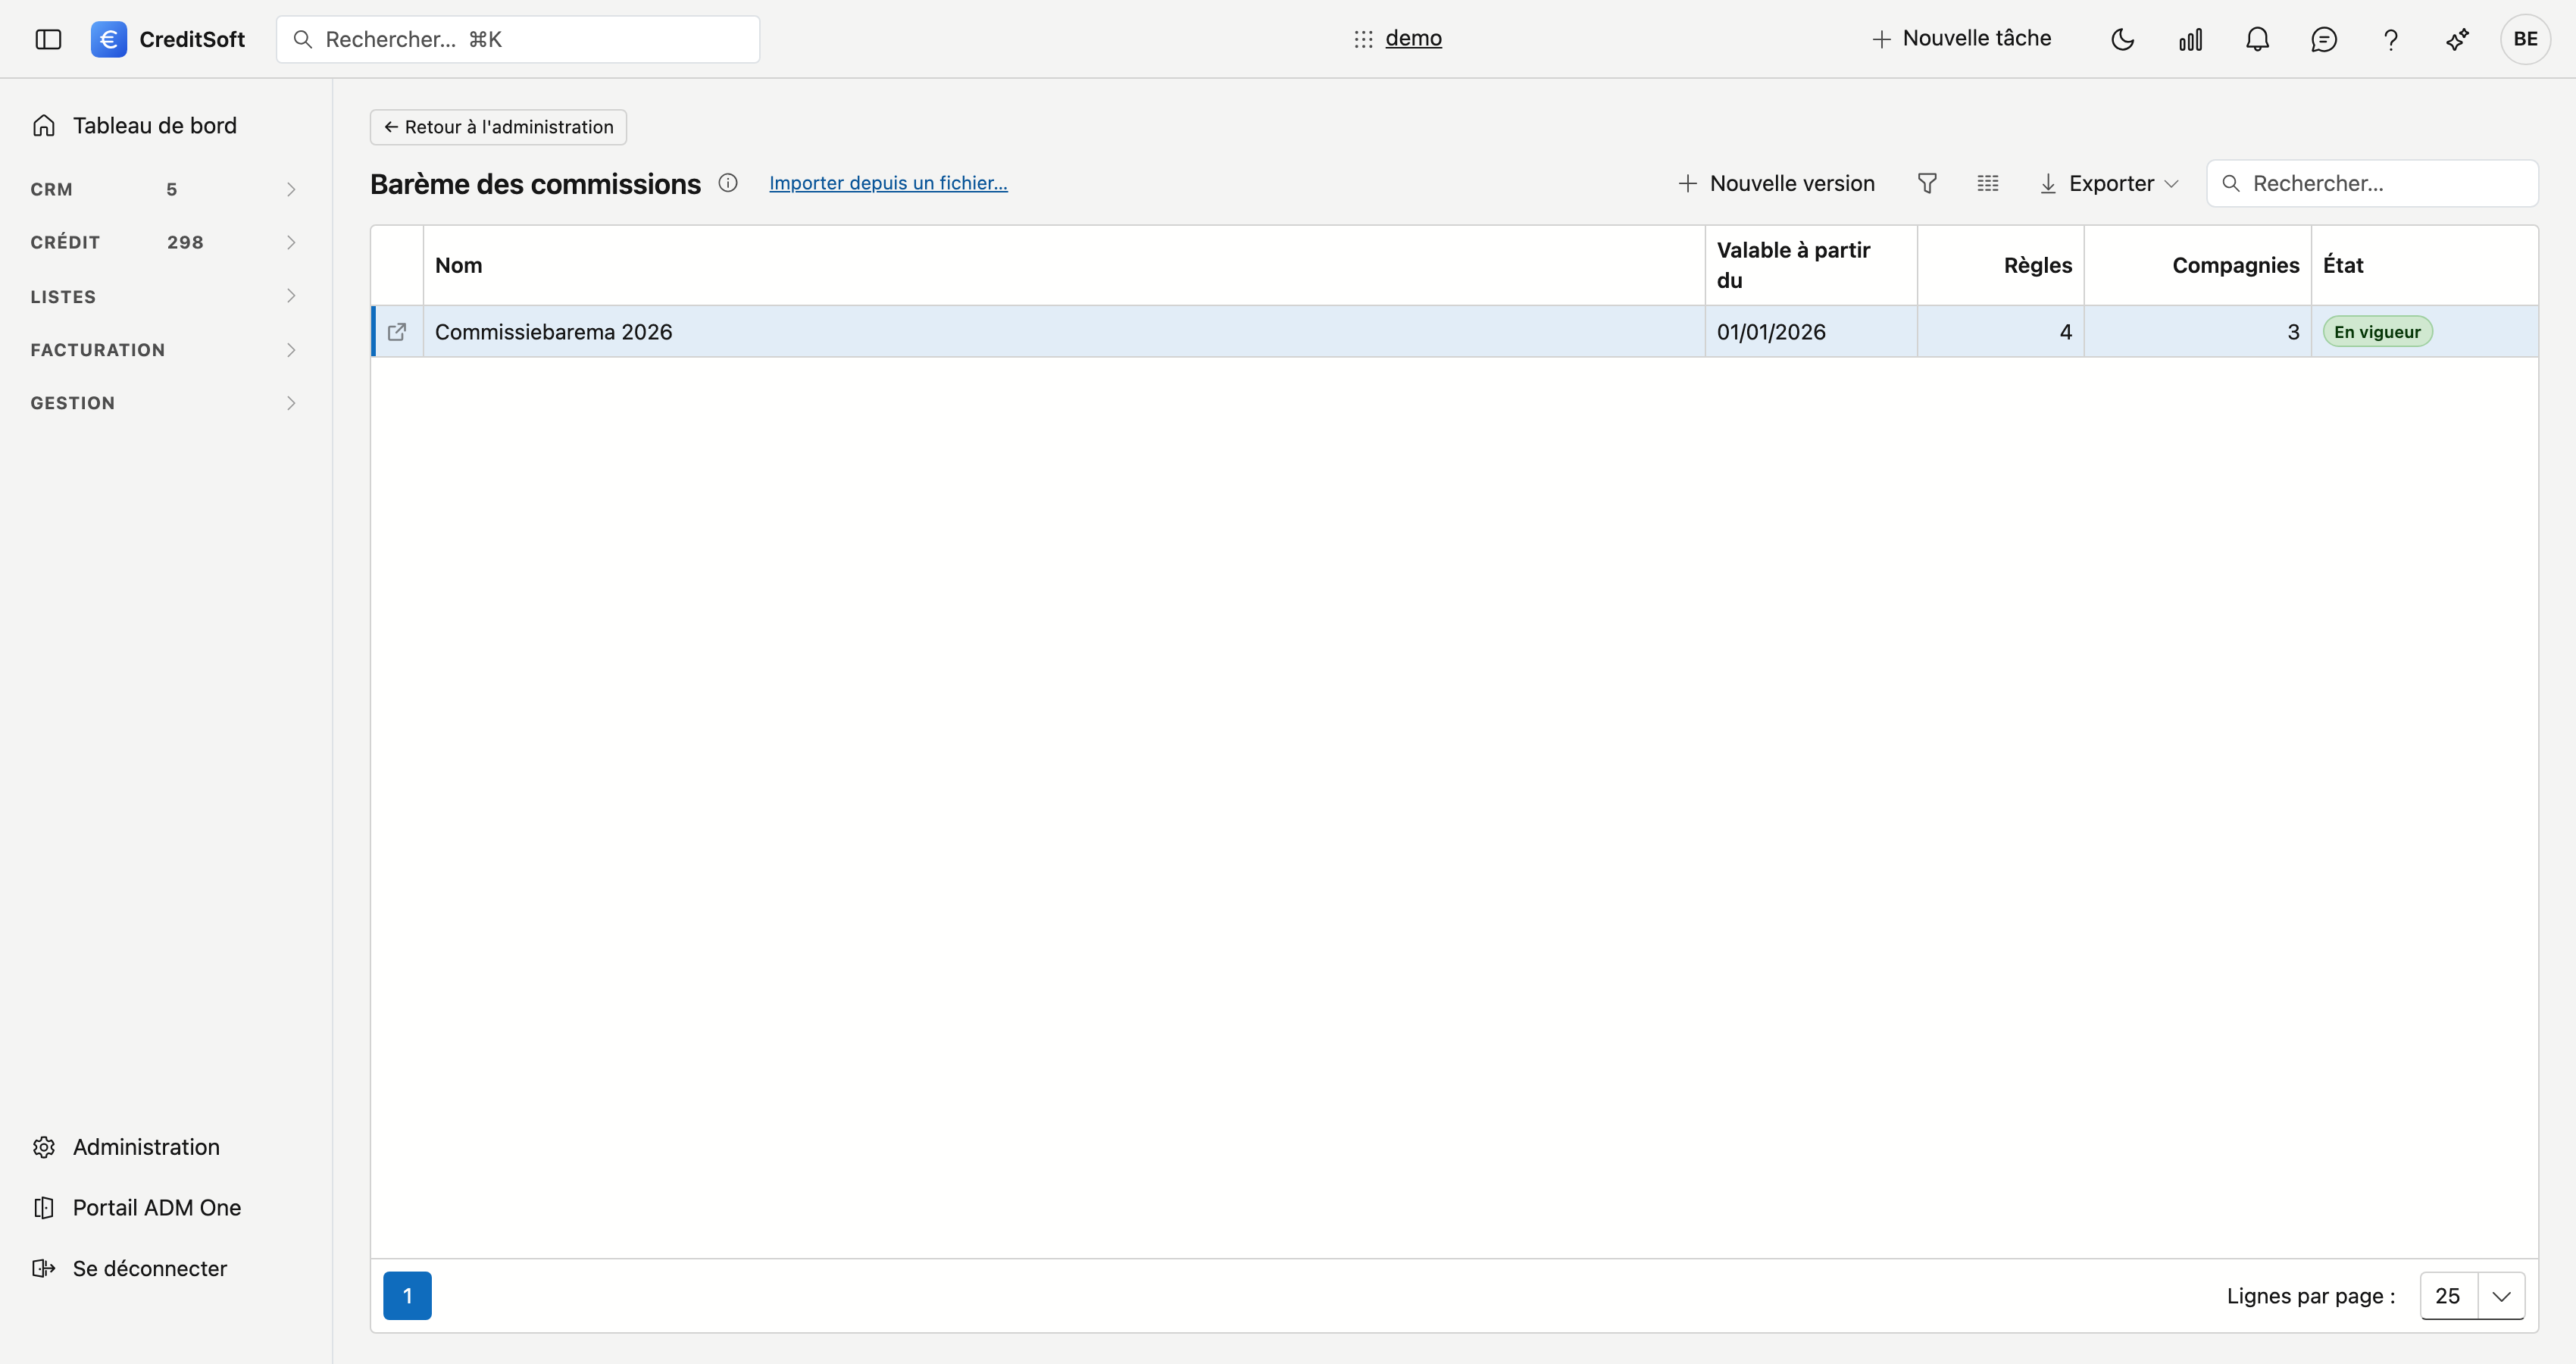 CreditSoft
Rechercher... ⌘K
demo
Nouvelle tâche
BE
Tableau de bord
CRM 5
CRÉDIT 298
LISTES
FACTURATION
GESTION
Administration
Portail ADM One
Se déconnecter
← Retour à l'administration
Barème des commissions
Importer depuis un fichier...
Nouvelle version
Exporter
Rechercher...
Nom
Valable à partir
du
Règles
Compagnies
État
Commissiebarema 2026
01/01/2026
4
3
En vigueur
1
Lignes par page :
25